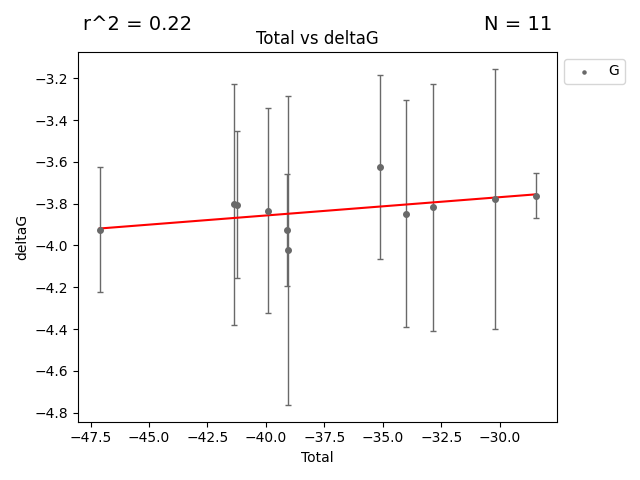 r^2 = 0.22
N = 11
Total vs deltaG
G
deltaG
−3.2
−3.4
−3.6
−3.8
−4.0
−4.2
−4.4
−4.6
−4.8
−47.5 −45.0 −42.5 −40.0 −37.5 −35.0 −32.5 −30.0
Total